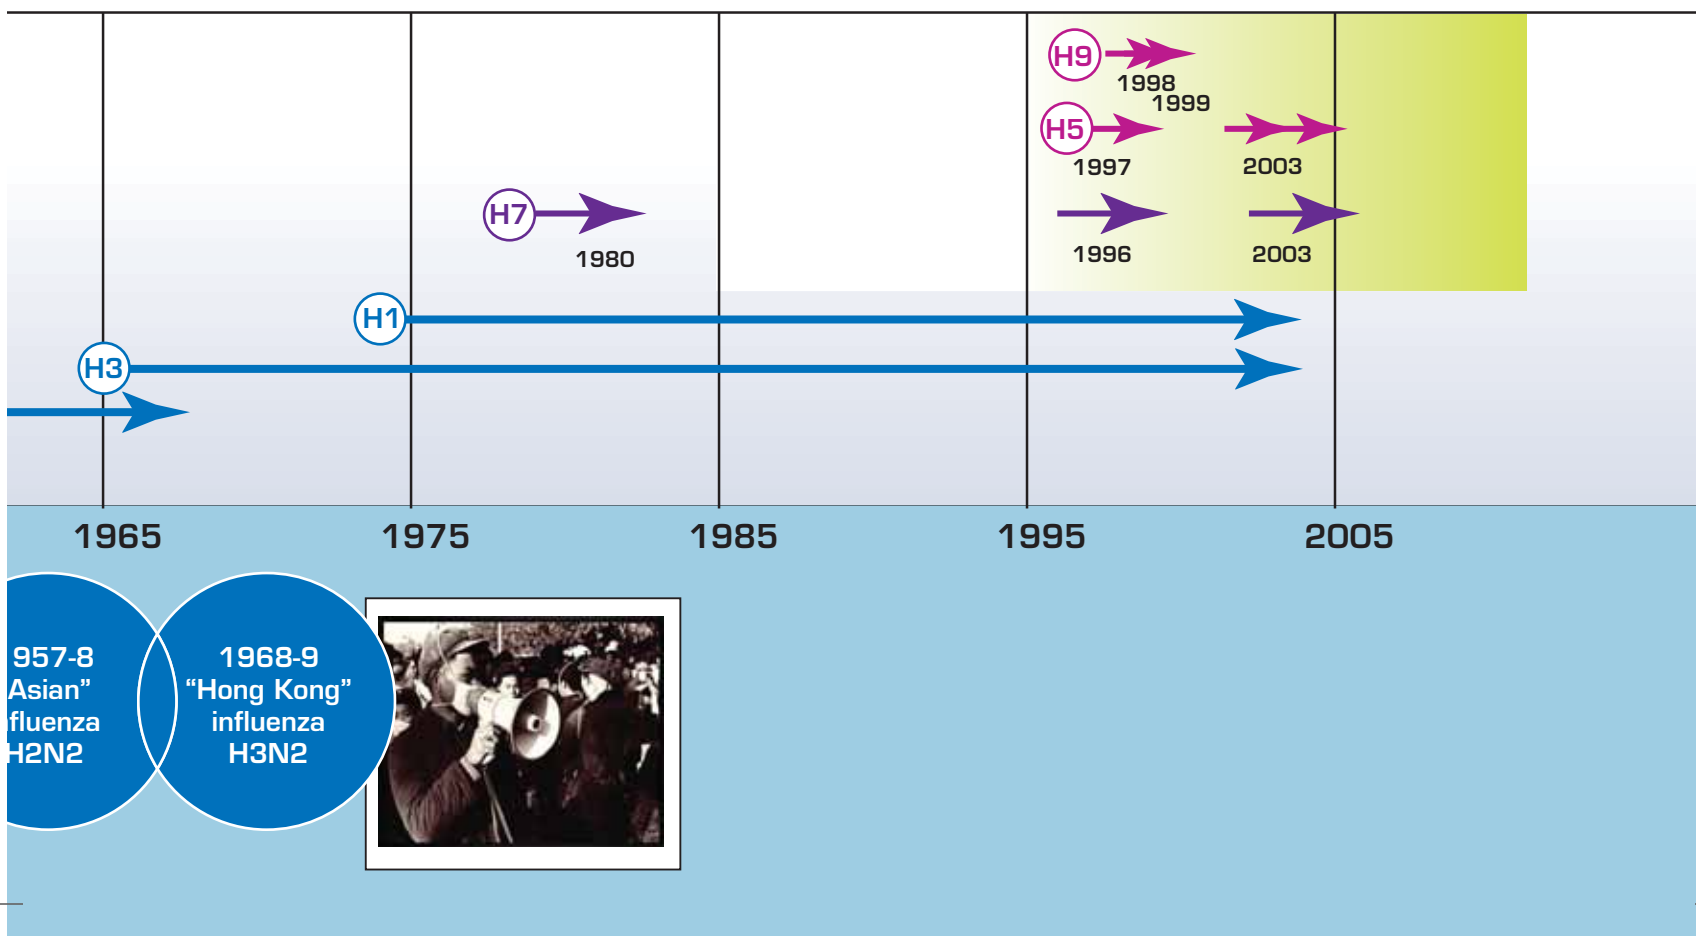 H9
1998
1999
H5
1997
2003
H7
1980
1996
2003
H1
H3
1965
1975
1985
1995
2005
957-8
Asian”
fluenza
H2N2
1968-9
“Hong Kong”
influenza
H3N2